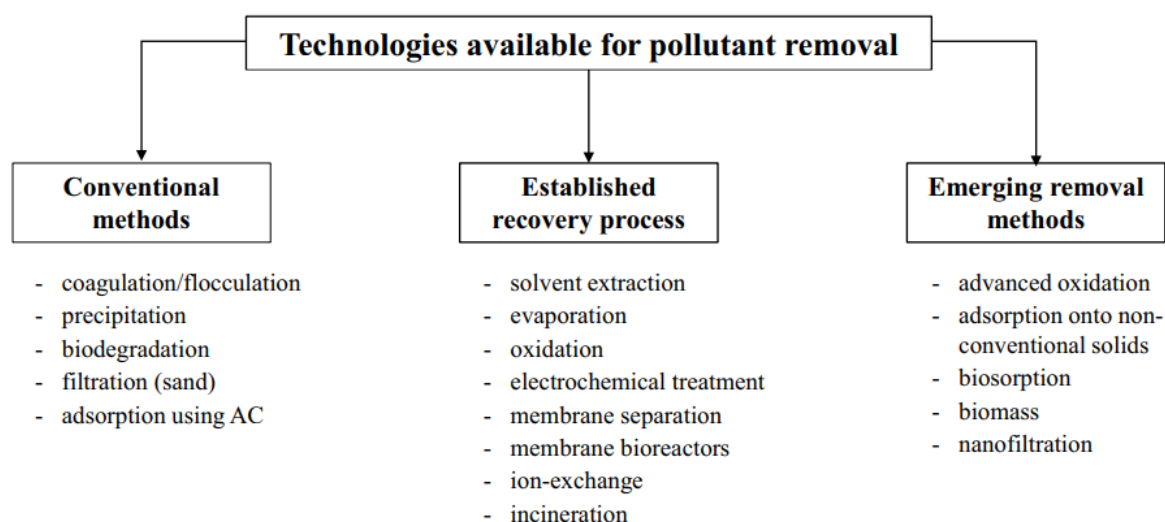 Technologies available for pollutant removal
Conventional
methods
- coagulation/flocculation
- precipitation
- biodegradation
- filtration (sand)
- adsorption using AC
Established
recovery process
- solvent extraction
- evaporation
- oxidation
- electrochemical treatment
- membrane separation
- membrane bioreactors
- ion-exchange
- incineration
Emerging removal
methods
- advanced oxidation
- adsorption onto non-
conventional solids
- biosorption
- biomass
- nanofiltration